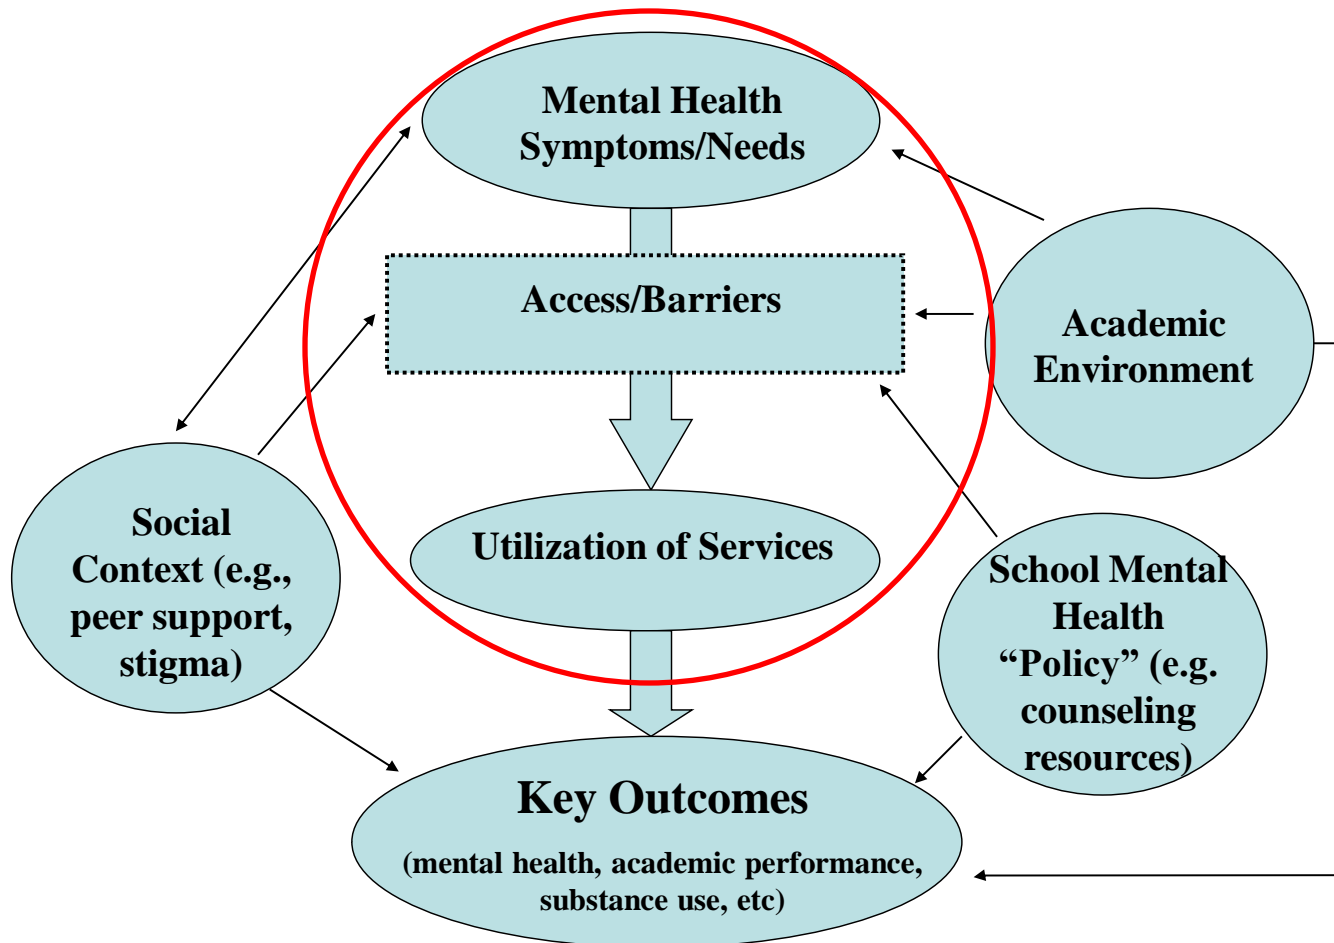 Mental Health
Symptoms/Needs
Access/Barriers
Academic
Environment
Utilization of Services
Social
Context (e.g.,
peer support,
stigma)
School Mental
Health
“Policy” (e.g.
counseling
resources)
Key Outcomes
(mental health, academic performance,
substance use, etc)